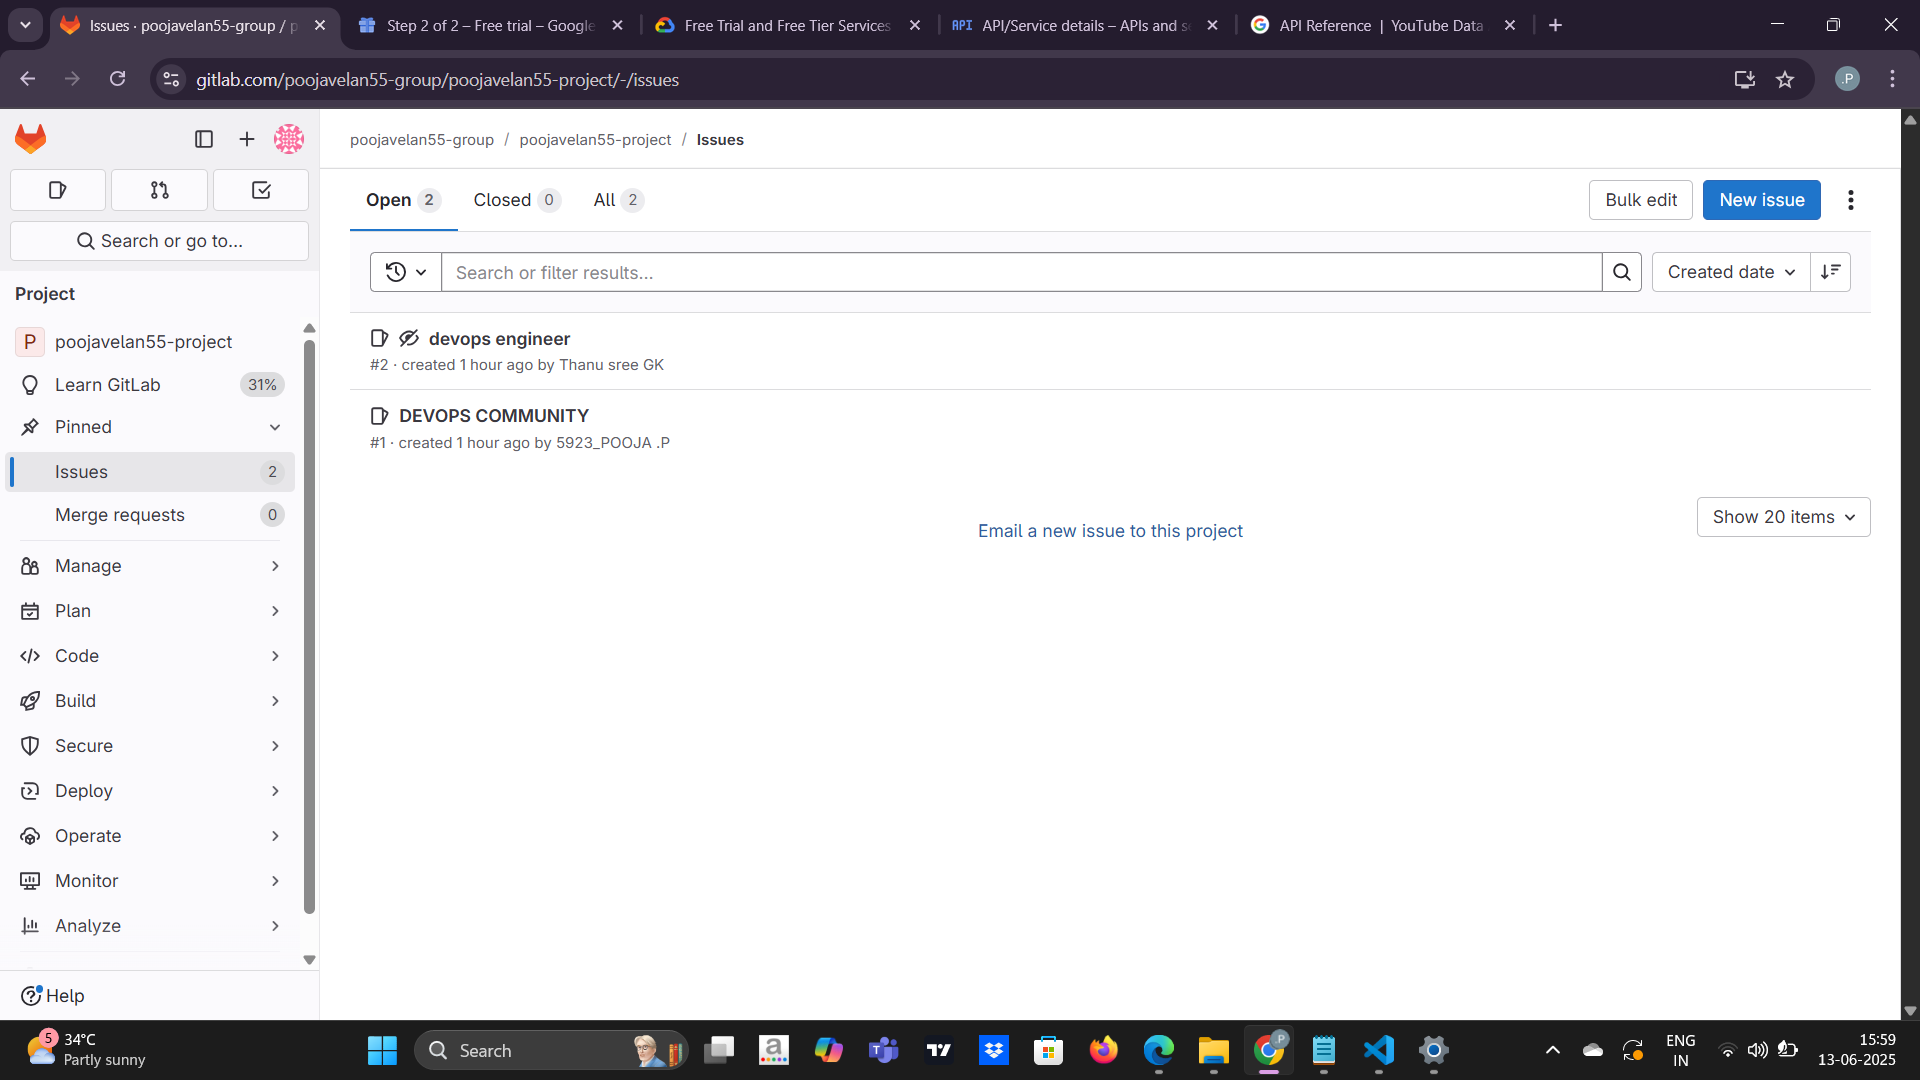 Issues · poojavelan55-group / p
Step 2 of 2 – Free trial – Google
Free Trial and Free Tier Services
API API/Service details – APIs and se
API Reference | YouTube Data
gitlab.com/poojavelan55-group/poojavelan55-project/-/issues
.P
poojavelan55-group / poojavelan55-project / Issues
Search or go to...
Project
P poojavelan55-project
Learn GitLab 31%
Pinned
Issues 2
Merge requests 0
Manage
Plan
Code
Build
Secure
Deploy
Operate
Monitor
Analyze
Help
Open 2 Closed 0 All 2
Bulk edit New issue
Search or filter results...
Created date
devops engineer
#2 · created 1 hour ago by Thanu sree GK
DEVOPS COMMUNITY
#1 · created 1 hour ago by 5923_POOJA .P
Email a new issue to this project
Show 20 items
5 34°C
Partly sunny
Search
a
T
.P
ENG
IN
15:59
13-06-2025